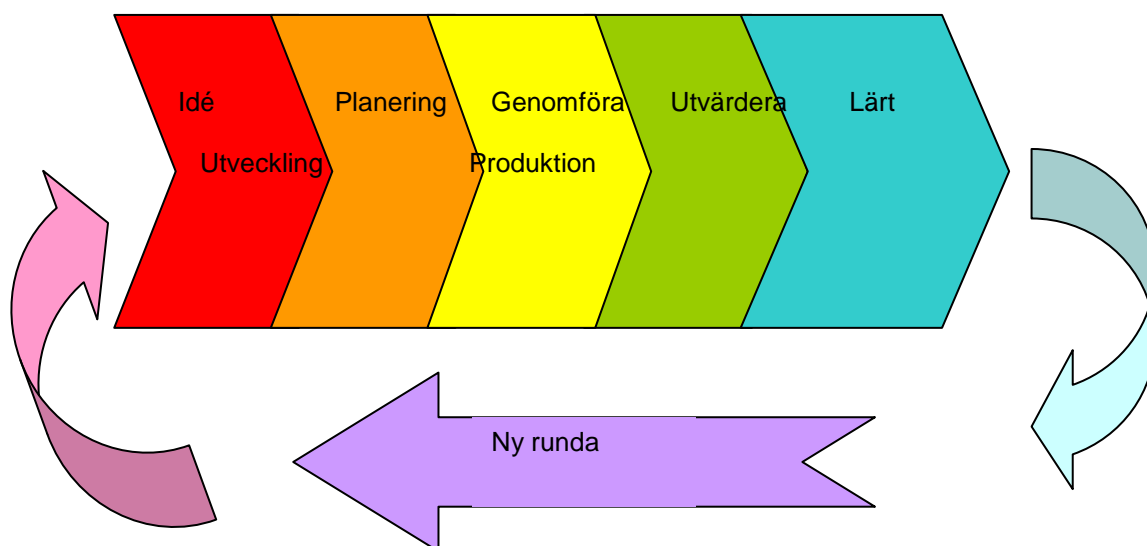 Idé Planering Genomföra Utvärdera Lärt
Utveckling Produktion
Ny runda